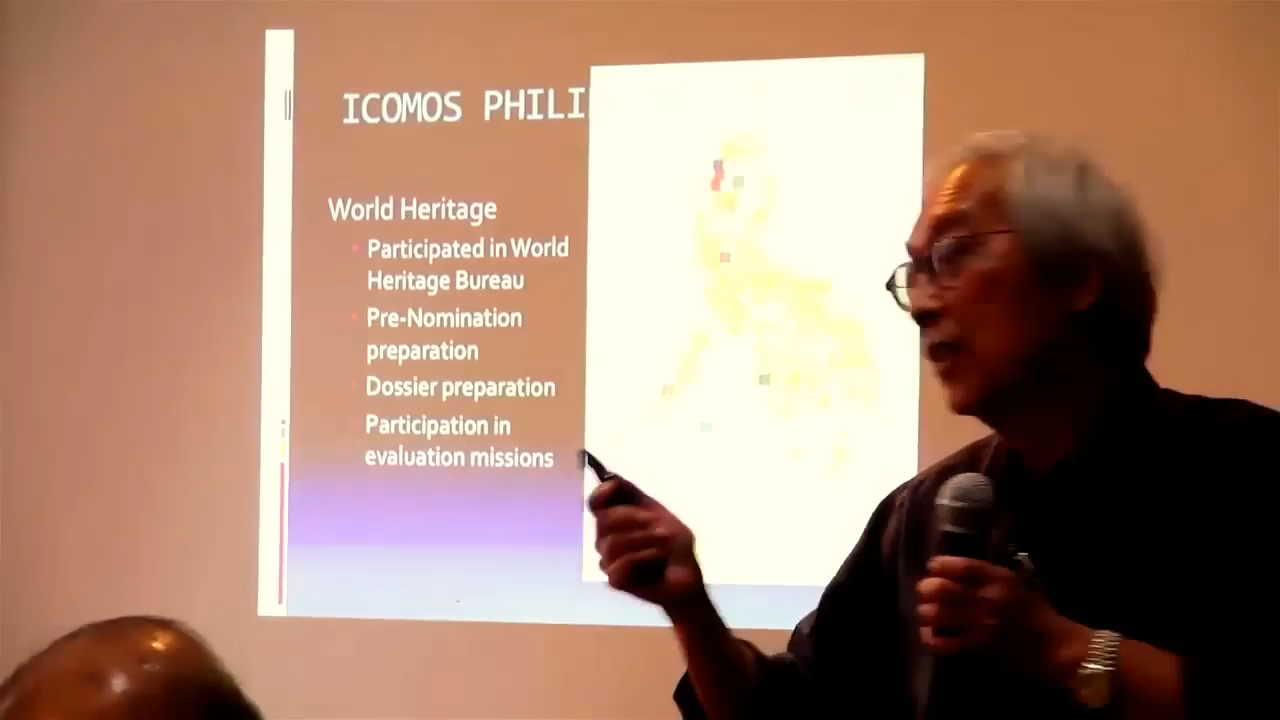 ICOMOS PHILI
World Heritage
Participated in World
Heritage Bureau
Pre-Nomination
preparation
Dossier preparation
Participation in
evaluation missions